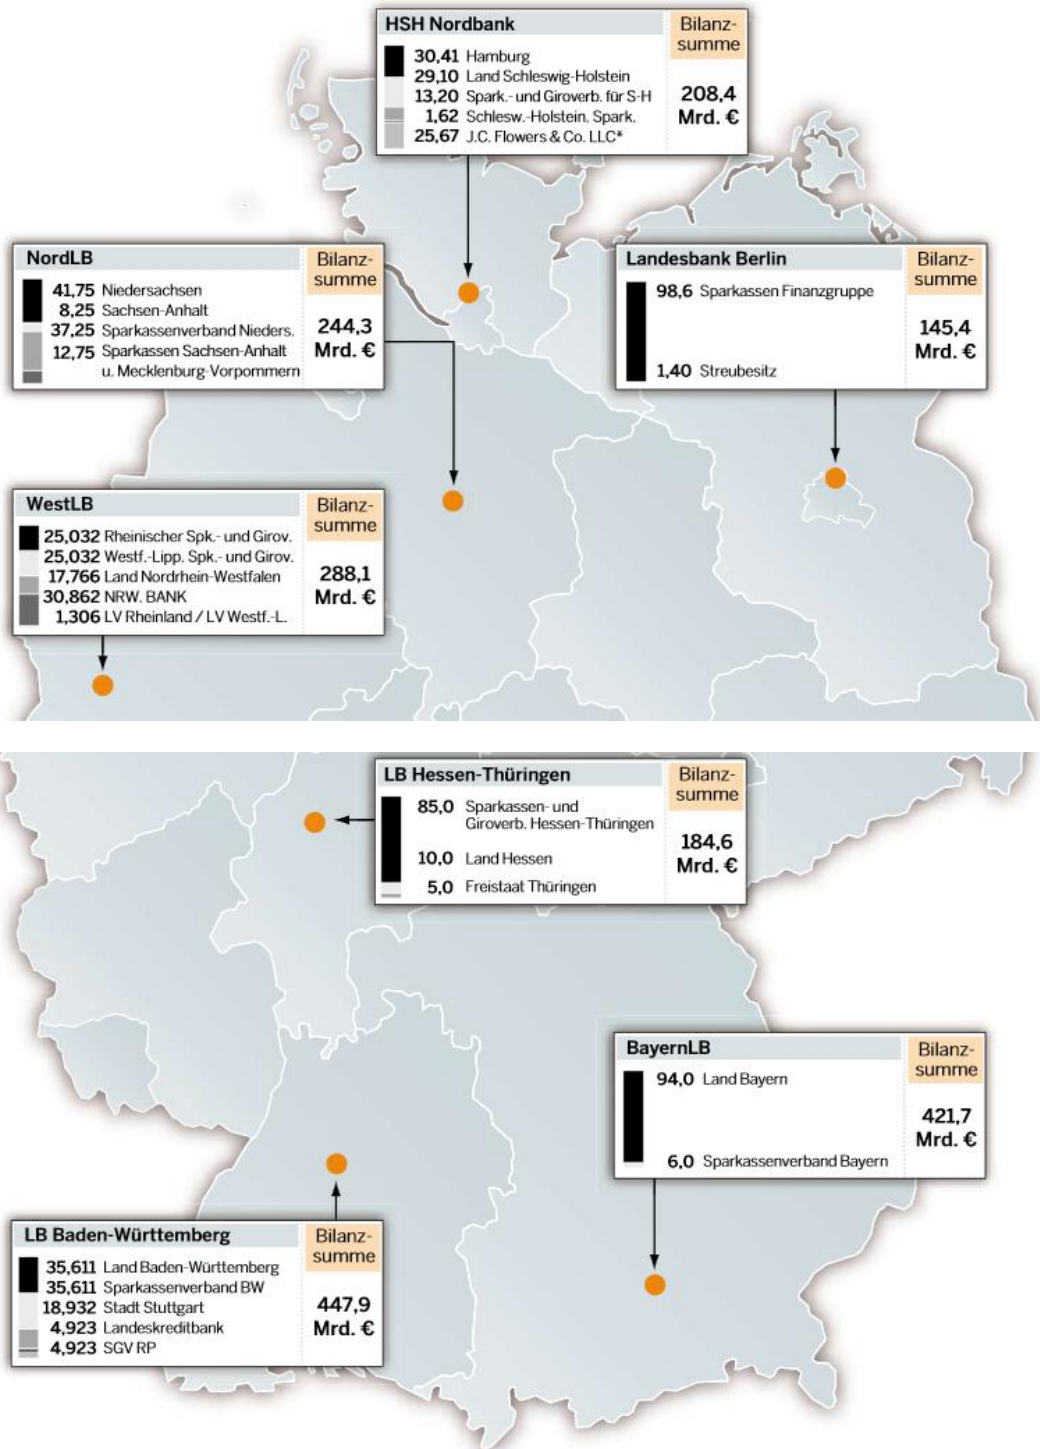 HSH Nordbank
30,41 Hamburg
29,10 Land Schleswig-Holstein
13,20 Spark.- und Giroverb. für S-H
1,62 Schlesw.-Holstein. Spark.
25,67 J.C. Flowers & Co. LLC*
Bilanz-
summe
208,4
Mrd. €
NordLB
41,75 Niedersachsen
8,25 Sachsen-Anhalt
37,25 Sparkassenverband Nieders.
12,75 Sparkassen Sachsen-Anhalt
u. Mecklenburg-Vorpommern
Bilanz-
summe
244,3
Mrd. €
Landesbank Berlin
98,6 Sparkassen Finanzgruppe
1,40 Streubesitz
Bilanz-
summe
145,4
Mrd. €
WestLB
25,032 Rheinischer Spk.- und Girov.
25,032 Westf.-Lipp. Spk.- und Girov.
17,766 Land Nordrhein-Westfalen
30,862 NRW. BANK
1,306 LV Rheinland / LV Westf.-L.
Bilanz-
summe
288,1
Mrd. €
LB Hessen-Thüringen
85,0 Sparkassen- und
Giroverb. Hessen-Thüringen
10,0 Land Hessen
5,0 Freistaat Thüringen
Bilanz-
summe
184,6
Mrd. €
BayernLB
94,0 Land Bayern
6,0 Sparkassenverband Bayern
Bilanz-
summe
421,7
Mrd. €
LB Baden-Württemberg
35,611 Land Baden-Württemberg
35,611 Sparkassenverband BW
18,932 Stadt Stuttgart
4,923 Landeskreditbank
4,923 SGV RP
Bilanz-
summe
447,9
Mrd. €